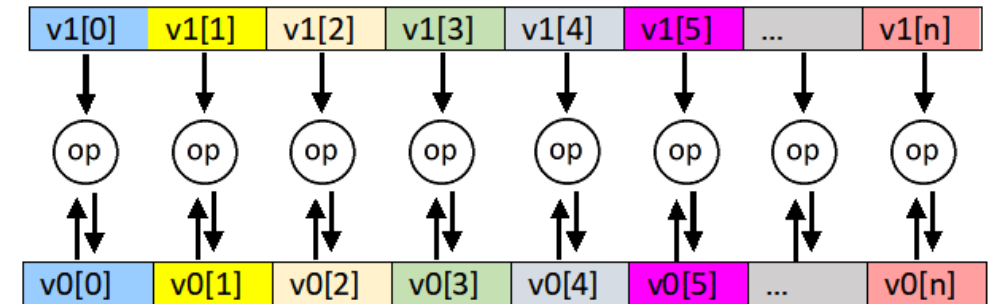 v1[0] v1[1] v1[2] v1[3] v1[4] v1[5] ... v1[n]
op op op op op op op op
v0[0] v0[1] v0[2] v0[3] v0[4] v0[5] ... v0[n]